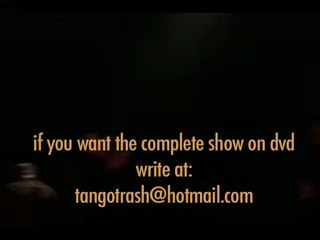 if you want the complete show on dvd
write at:
tangotrash@hotmail.com